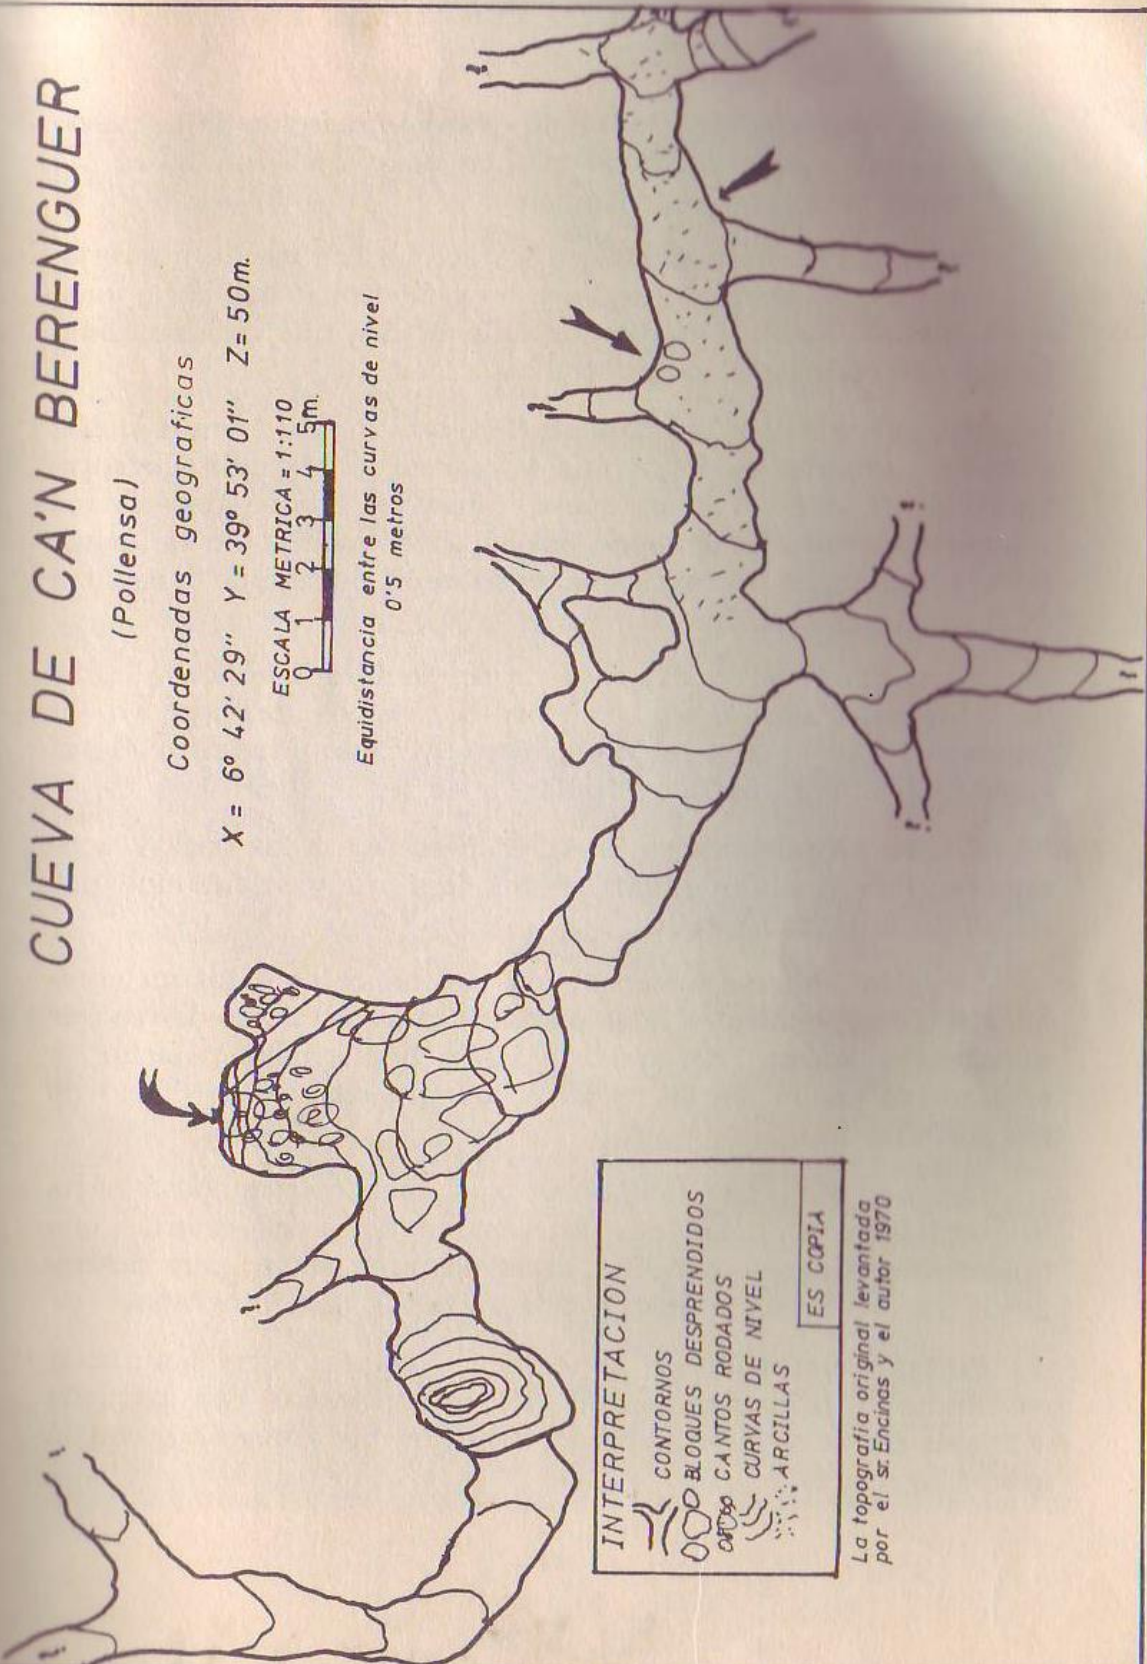 CUEVA DE CA'N BERENGUER
(Pollensa)
Coordenadas geograficas
X = 6º 42' 29" Y = 39º 53' 01" Z = 50m.
ESCALA METRICA = 1:110
0 1 2 3 4 5m.
Equidistancia entre las curvas de nivel
0'5 metros
?
?
?
?
?
?
?
?
?
INTERPRETACION
CONTORNOS
BLOQUES DESPRENDIDOS
CANTOS RODADOS
CURVAS DE NIVEL
ARCILLAS
ES COPIA
La topografia original levantada
por el sr. Encinas y el autor 1970